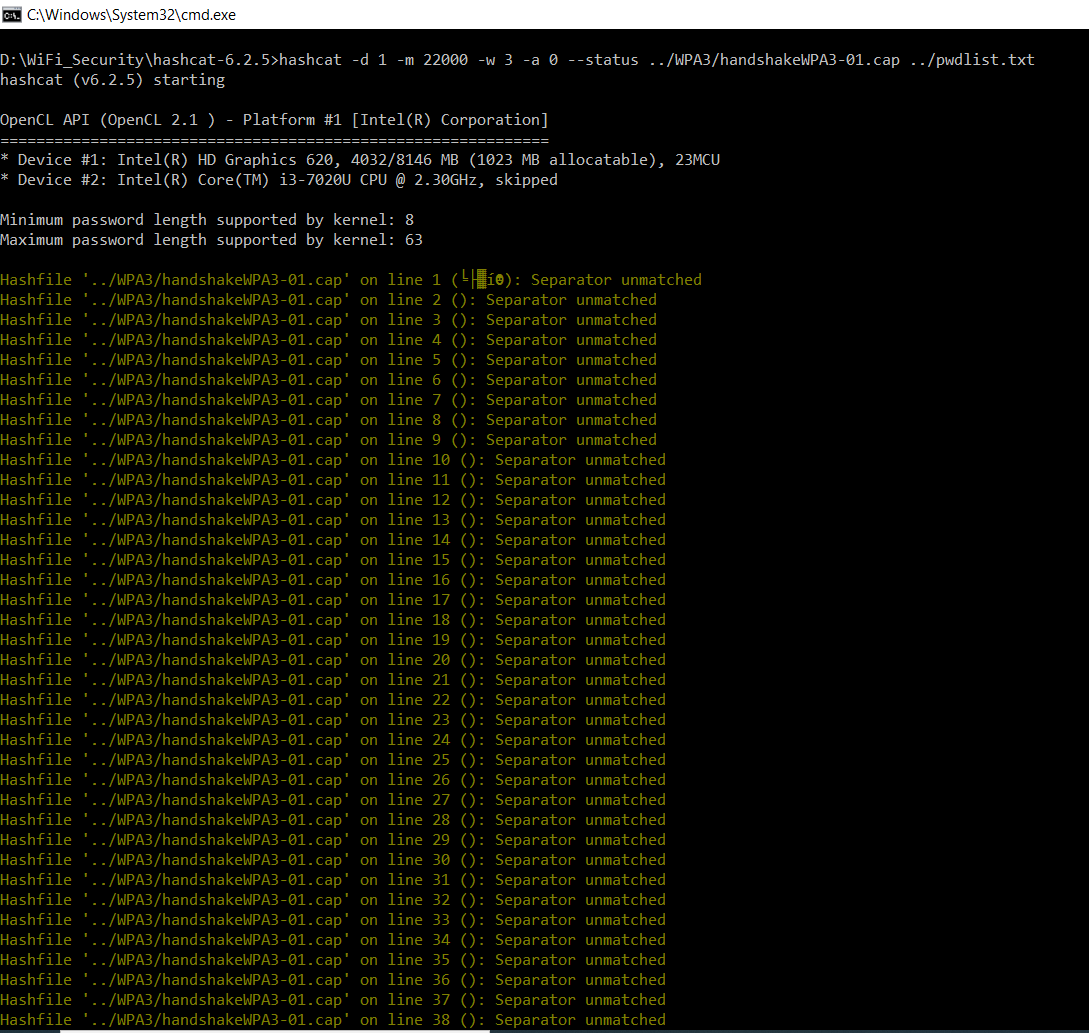 C:\Windows\System32\cmd.exe
D:\WiFi_Security\hashcat-6.2.5>hashcat -d 1 -m 22000 -w 3 -a 0 --status ../WPA3/handshakeWPA3-01.cap ../pwdlist.txt
hashcat (v6.2.5) starting
OpenCL API (OpenCL 2.1 ) - Platform #1 [Intel(R) Corporation]
=============================================================
* Device #1: Intel(R) HD Graphics 620, 4032/8146 MB (1023 MB allocatable), 23MCU
* Device #2: Intel(R) Core(TM) i3-7020U CPU @ 2.30GHz, skipped
Minimum password length supported by kernel: 8
Maximum password length supported by kernel: 63
Hashfile '../WPA3/handshakeWPA3-01.cap' on line 1 (╘├▓í☻): Separator unmatched
Hashfile '../WPA3/handshakeWPA3-01.cap' on line 2 (): Separator unmatched
Hashfile '../WPA3/handshakeWPA3-01.cap' on line 3 (): Separator unmatched
Hashfile '../WPA3/handshakeWPA3-01.cap' on line 4 (): Separator unmatched
Hashfile '../WPA3/handshakeWPA3-01.cap' on line 5 (): Separator unmatched
Hashfile '../WPA3/handshakeWPA3-01.cap' on line 6 (): Separator unmatched
Hashfile '../WPA3/handshakeWPA3-01.cap' on line 7 (): Separator unmatched
Hashfile '../WPA3/handshakeWPA3-01.cap' on line 8 (): Separator unmatched
Hashfile '../WPA3/handshakeWPA3-01.cap' on line 9 (): Separator unmatched
Hashfile '../WPA3/handshakeWPA3-01.cap' on line 10 (): Separator unmatched
Hashfile '../WPA3/handshakeWPA3-01.cap' on line 11 (): Separator unmatched
Hashfile '../WPA3/handshakeWPA3-01.cap' on line 12 (): Separator unmatched
Hashfile '../WPA3/handshakeWPA3-01.cap' on line 13 (): Separator unmatched
Hashfile '../WPA3/handshakeWPA3-01.cap' on line 14 (): Separator unmatched
Hashfile '../WPA3/handshakeWPA3-01.cap' on line 15 (): Separator unmatched
Hashfile '../WPA3/handshakeWPA3-01.cap' on line 16 (): Separator unmatched
Hashfile '../WPA3/handshakeWPA3-01.cap' on line 17 (): Separator unmatched
Hashfile '../WPA3/handshakeWPA3-01.cap' on line 18 (): Separator unmatched
Hashfile '../WPA3/handshakeWPA3-01.cap' on line 19 (): Separator unmatched
Hashfile '../WPA3/handshakeWPA3-01.cap' on line 20 (): Separator unmatched
Hashfile '../WPA3/handshakeWPA3-01.cap' on line 21 (): Separator unmatched
Hashfile '../WPA3/handshakeWPA3-01.cap' on line 22 (): Separator unmatched
Hashfile '../WPA3/handshakeWPA3-01.cap' on line 23 (): Separator unmatched
Hashfile '../WPA3/handshakeWPA3-01.cap' on line 24 (): Separator unmatched
Hashfile '../WPA3/handshakeWPA3-01.cap' on line 25 (): Separator unmatched
Hashfile '../WPA3/handshakeWPA3-01.cap' on line 26 (): Separator unmatched
Hashfile '../WPA3/handshakeWPA3-01.cap' on line 27 (): Separator unmatched
Hashfile '../WPA3/handshakeWPA3-01.cap' on line 28 (): Separator unmatched
Hashfile '../WPA3/handshakeWPA3-01.cap' on line 29 (): Separator unmatched
Hashfile '../WPA3/handshakeWPA3-01.cap' on line 30 (): Separator unmatched
Hashfile '../WPA3/handshakeWPA3-01.cap' on line 31 (): Separator unmatched
Hashfile '../WPA3/handshakeWPA3-01.cap' on line 32 (): Separator unmatched
Hashfile '../WPA3/handshakeWPA3-01.cap' on line 33 (): Separator unmatched
Hashfile '../WPA3/handshakeWPA3-01.cap' on line 34 (): Separator unmatched
Hashfile '../WPA3/handshakeWPA3-01.cap' on line 35 (): Separator unmatched
Hashfile '../WPA3/handshakeWPA3-01.cap' on line 36 (): Separator unmatched
Hashfile '../WPA3/handshakeWPA3-01.cap' on line 37 (): Separator unmatched
Hashfile '../WPA3/handshakeWPA3-01.cap' on line 38 (): Separator unmatched